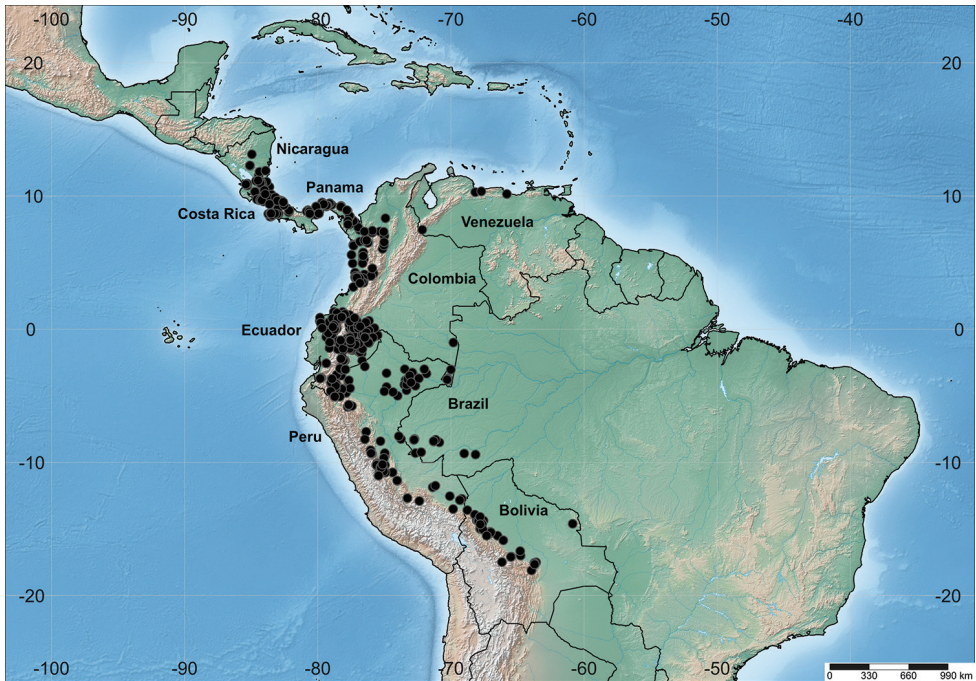 -100 -90 -80 -70 -60 -50 -40
20 20
Nicaragua
Panama
10 10
Costa Rica
Venezuela
Colombia
0 Ecuador 0
Brazil
Peru
-10 -10
Bolivia
-20 -20
-100 -90 -80 -70 -60 -50
0 330 660 990 km